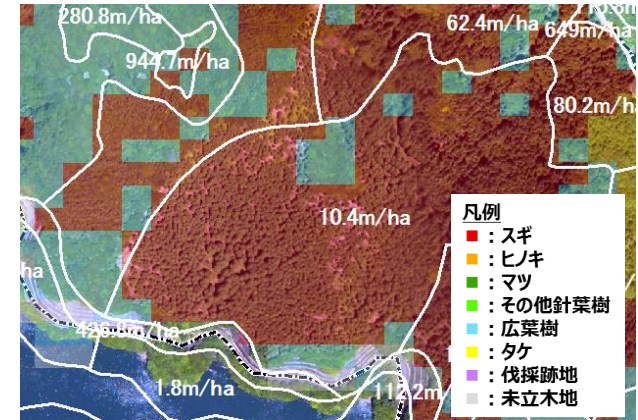 280.8m/ha
62.4m/ha
649m/ha
944.7m/ha
80.2m/ha
10.4m/ha
凡例
：スギ
：ヒノキ
：マツ
：その他針葉樹
：広葉樹
：タケ
：伐採跡地
：未立木地
ha
1.8m/ha